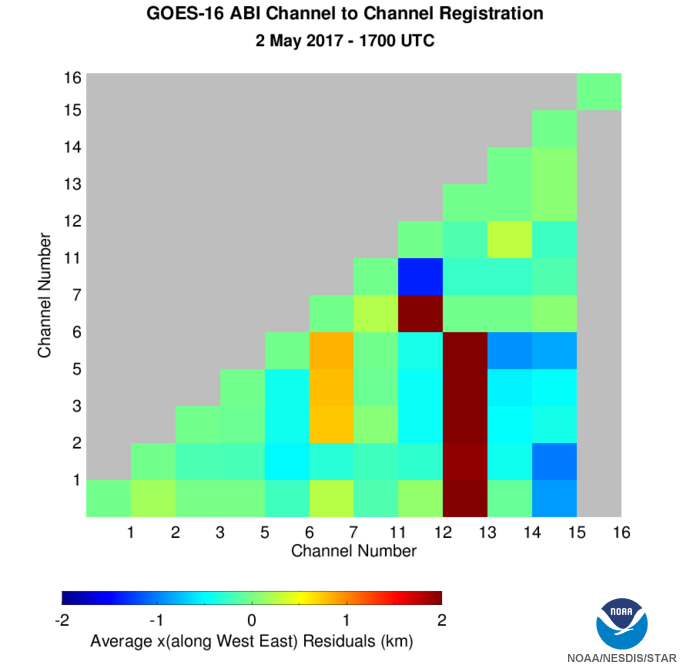 GOES-16 ABI Channel to Channel Registration
2 May 2017 - 1700 UTC
16
15
14
13
12
11
7
6
5
3
2
1
Channel Number
1 2 3 5 6 7 11 12 13 14 15 16
Channel Number
-2 -1 0 1 2
Average x(along West East) Residuals (km)
NOAA
NOAA/NESDIS/STAR